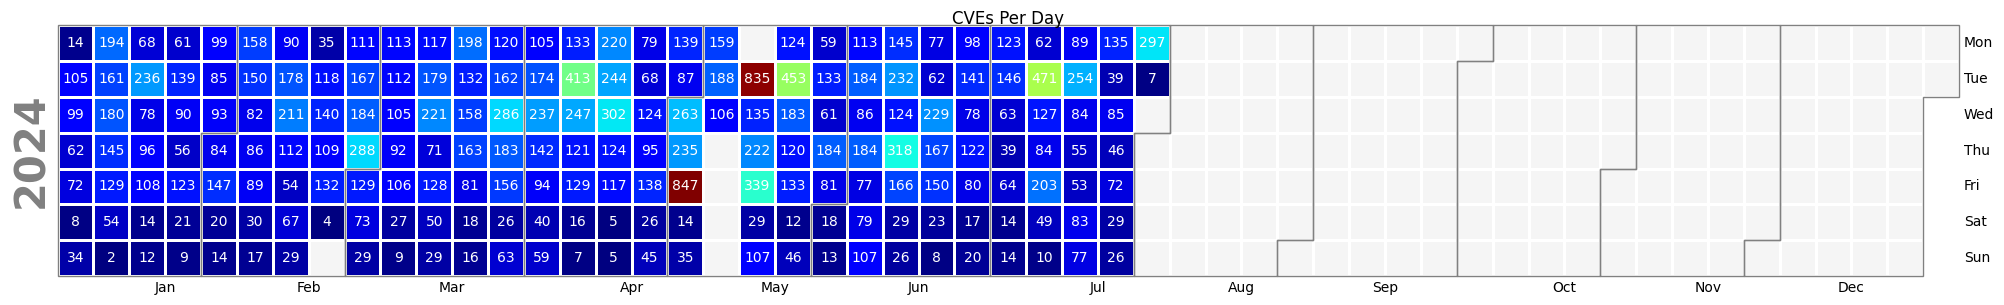 CVEs Per Day
2024
14 194 68 61 99 158 90 35 111 113 117 198 120 105 133 220 79 139 159 124 59 113 145 77 98 123 62 89 135 297 Mon
105 161 236 139 85 150 178 118 167 112 179 132 162 174 413 244 68 87 188 835 453 133 184 232 62 141 146 471 254 39 7 Tue
99 180 78 90 93 82 211 140 184 105 221 158 286 237 247 302 124 263 106 135 183 61 86 124 229 78 63 127 84 85 Wed
62 145 96 56 84 86 112 109 288 92 71 163 183 142 121 124 95 235 222 120 184 184 318 167 122 39 84 55 46 Thu
72 129 108 123 147 89 54 132 129 106 128 81 156 94 129 117 138 847 339 133 81 77 166 150 80 64 203 53 72 Fri
8 54 14 21 20 30 67 4 73 27 50 18 26 40 16 5 26 14 29 12 18 79 29 23 17 14 49 83 29 Sat
34 2 12 9 14 17 29 29 9 29 16 63 59 7 5 45 35 107 46 13 107 26 8 20 14 10 77 26 Sun
Jan Feb Mar Apr May Jun Jul Aug Sep Oct Nov Dec